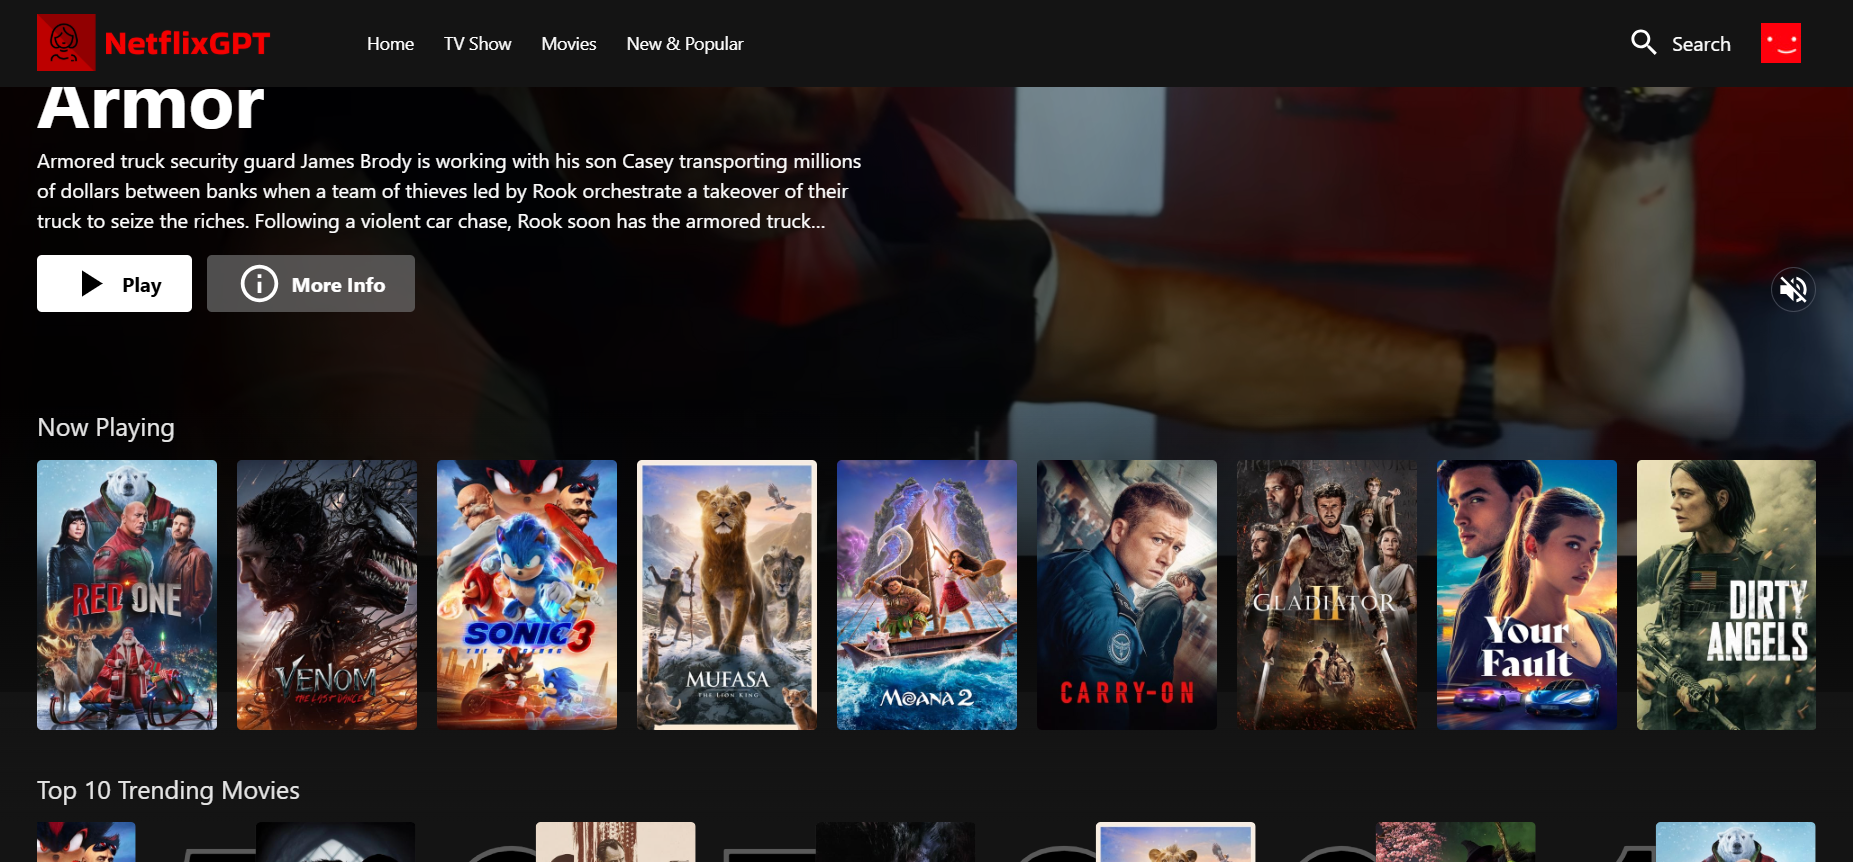 NetflixGPT
Home
TV Show
Movies
New & Popular
Search
Armor
Armored truck security guard James Brody is working with his son Casey transporting millions
of dollars between banks when a team of thieves led by Rook orchestrate a takeover of their
truck to seize the riches. Following a violent car chase, Rook soon has the armored truck...
Play
More Info
Now Playing
RED ONE
VENOM
THE LAST DANCE
SONIC 3
THE HEDGEHOG
MUFASA
THE LION KING
MOANA 2
CARRY-ON
GLADIATOR
II
Your
Fault
DIRTY
ANGELS
Top 10 Trending Movies